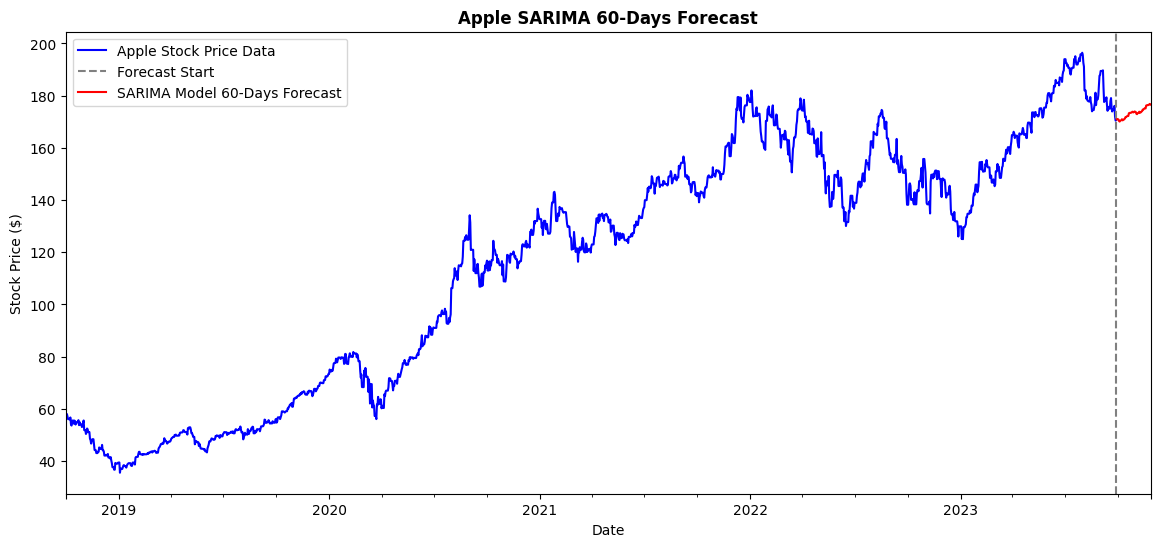 Apple SARIMA 60-Days Forecast
Apple Stock Price Data
Forecast Start
SARIMA Model 60-Days Forecast
Stock Price ($)
200
180
160
140
120
100
80
60
40
2019
2020
2021
2022
2023
Date